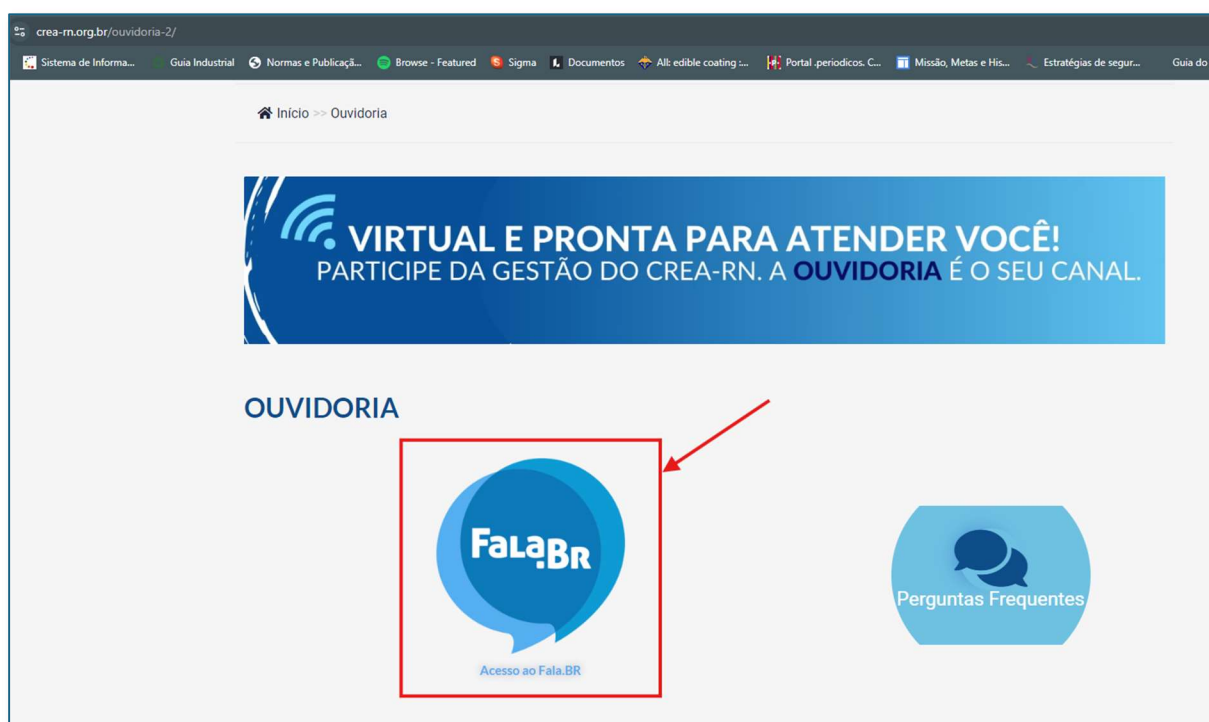 crea-rn.org.br/ouvidoria-2/
Sistema de Informa... Guia Industrial Normas e Publicaçã... Browse - Featured Sigma Documentos All: edible coating :... Portal .periodicos. C... Missão, Metas e His... Estratégias de segur... Guia do
Início >> Ouvidoria
VIRTUAL E PRONTA PARA ATENDER VOCÊ!
PARTICIPE DA GESTÃO DO CREA-RN. A OUVIDORIA É O SEU CANAL.
OUVIDORIA
FALA.BR
Perguntas Frequentes
Acesso ao Fala.BR